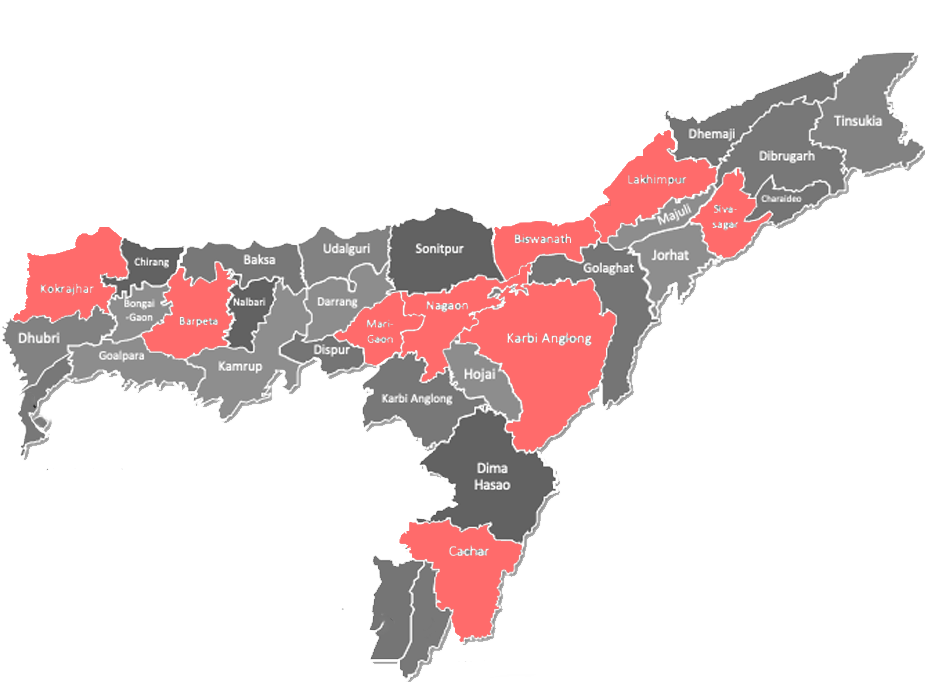 Tinsukia
Dhemaji
Dibrugarh
Lakhimpur
Charaideo
Majuli
Siva-
sagar
Biswanath
Sonitpur
Udalguri
Baksa
Chirang
Jorhat
Golaghat
Kokrajhar
Bongai
-Gaon
Nalbari
Darrang
Nagaon
Barpeta
Mari-
Gaon
Karbi Anglong
Dhubri
Goalpara
Dispur
Kamrup
Hojai
Karbi Anglong
Dima
Hasao
Cachar